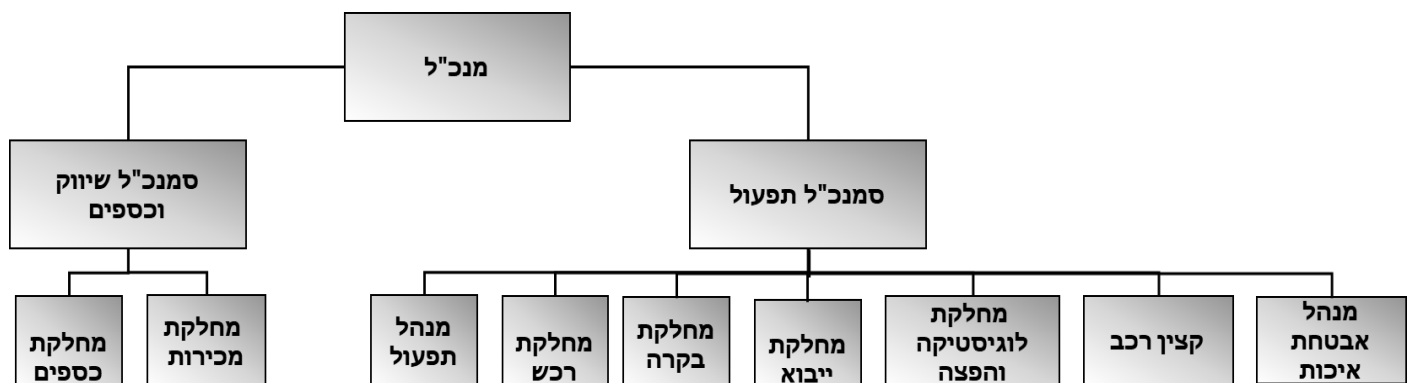 מנכ"ל
סמנכ"ל תפעול
סמנכ"ל שיווק
וכספים
מנהל
אבטחת
איכות
קצין רכב
מחלקת
לוגיסטיקה
והפצה
מחלקת
ייבוא
מחלקת
בקרה
מחלקת
רכש
מנהל
תפעול
מחלקת
מכירות
מחלקת
כספים